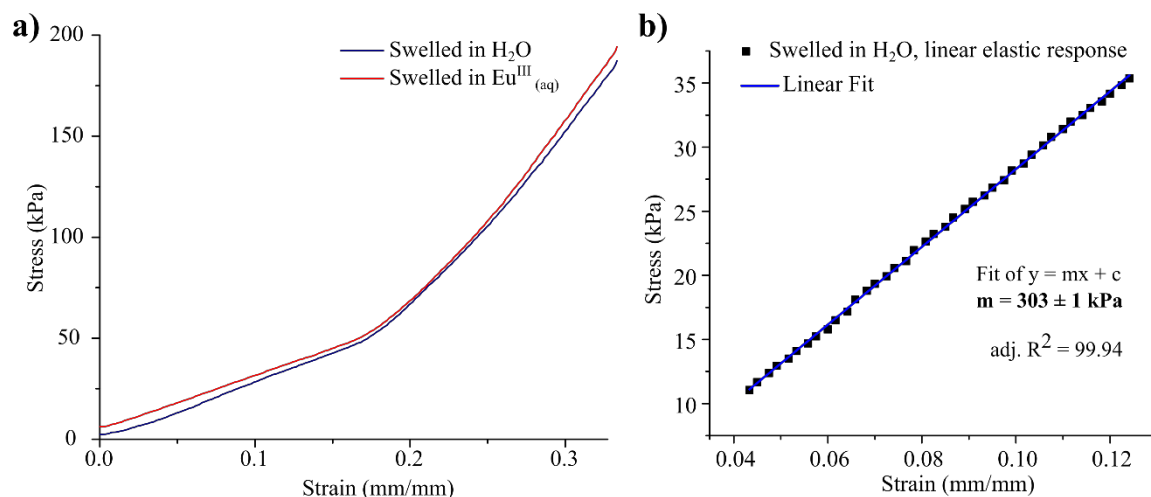 a)
200
150
100
50
0
Stress (kPa)
Swelled in H₂O
Swelled in Euᴵᴵᴵ ₍aq₎
0.0
0.1
0.2
0.3
Strain (mm/mm)
b)
35
30
25
20
15
10
Stress (kPa)
Swelled in H₂O, linear elastic response
Linear Fit
Fit of y = mx + c
m = 303 ± 1 kPa
adj. R² = 99.94
0.04
0.06
0.08
0.10
0.12
Strain (mm/mm)